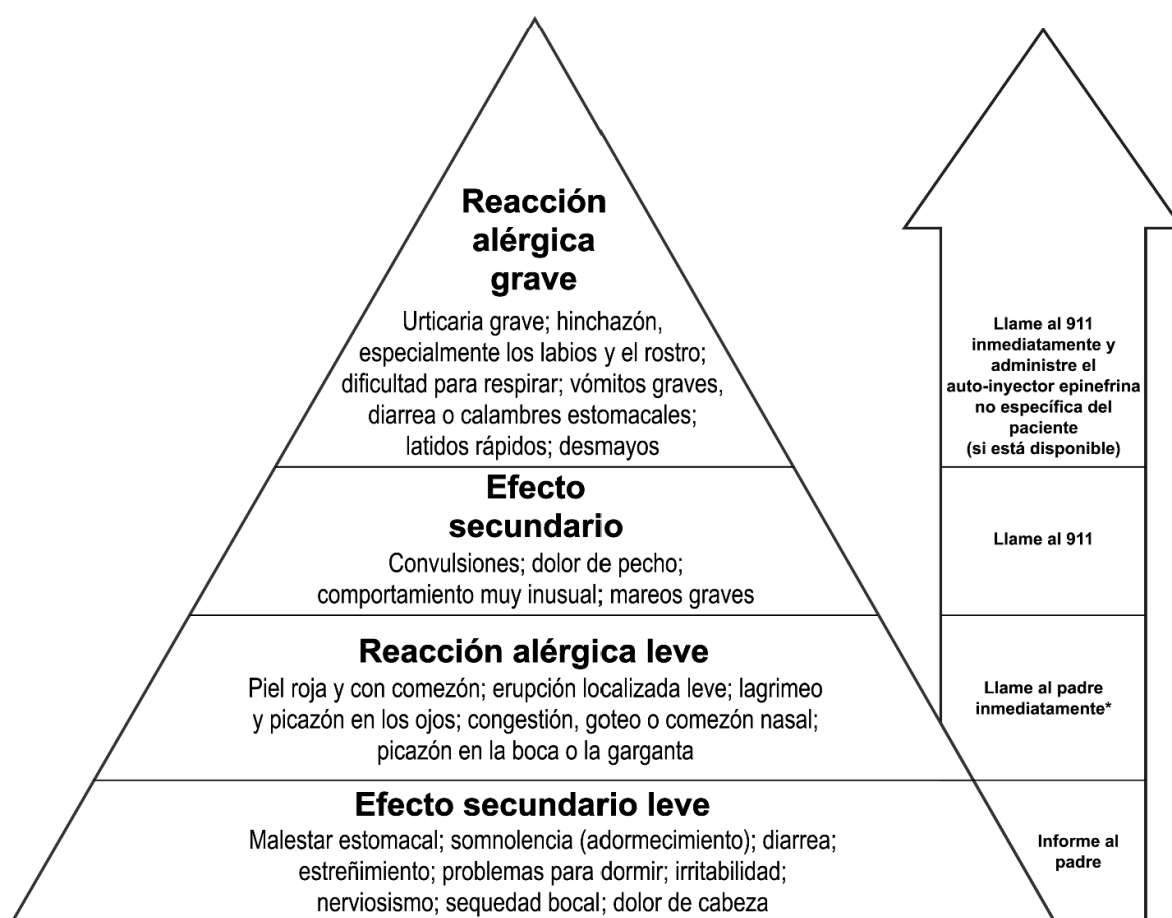 Reacción
alérgica
grave
Urticaria grave; hinchazón,
especialmente los labios y el rostro;
dificultad para respirar; vómitos graves,
diarrea o calambres estomacales;
latidos rápidos; desmayos
Llame al 911
inmediatamente y
administre el
auto-inyector epinefrina
no específica del
paciente
(si está disponible)
Efecto
secundario
Convulsiones; dolor de pecho;
comportamiento muy inusual; mareos graves
Llame al 911
Reacción alérgica leve
Piel roja y con comezón; erupción localizada leve; lagrimeo
y picazón en los ojos; congestión, goteo o comezón nasal;
picazón en la boca o la garganta
Llame al padre
inmediatamente*
Efecto secundario leve
Malestar estomacal; somnolencia (adormecimiento); diarrea;
estreñimiento; problemas para dormir; irritabilidad;
nerviosismo; sequedad bocal; dolor de cabeza
Informe al
padre